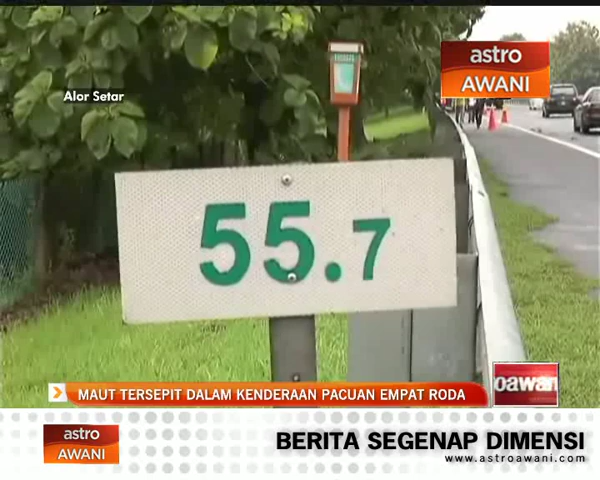 astro
AWANI
Alor Setar
55.7
oawan
MAUT TERSEPIT DALAM KENDERAAN PACUAN EMPAT RODA
astro
AWANI
BERITA SEGENAP DIMENSI
www.astroawani.com